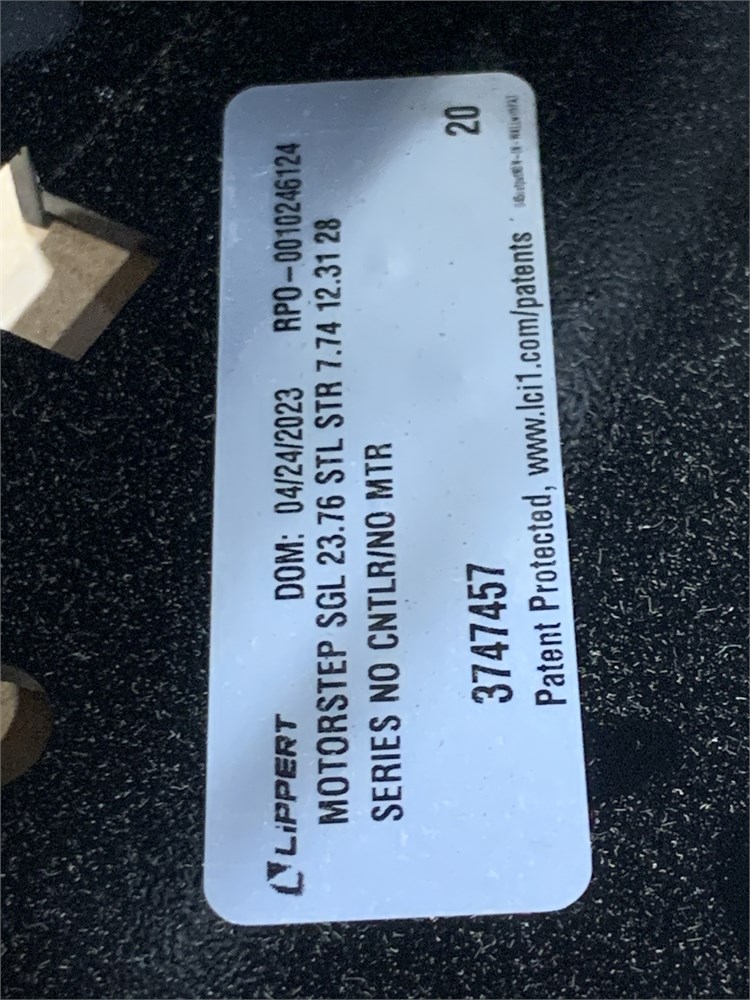 LiPPERT DOM: 04/24/2023 RPO-0010246124
MOTORSTEP SGL 23.76 STL STR 7.74 12.31 28
SERIES NO CNTLR/NO MTR
3747457 20
Patent Protected, www.lci1.com/patents